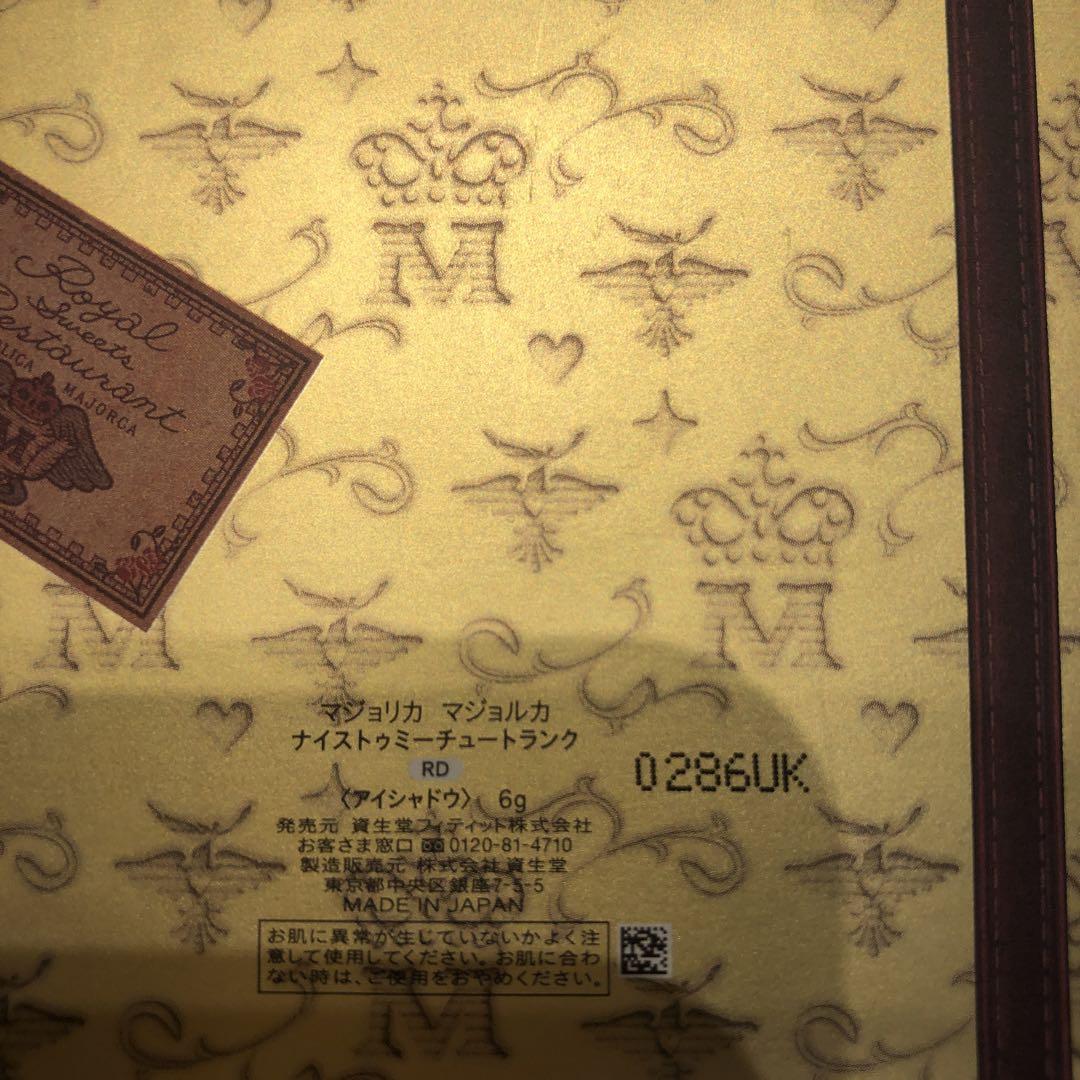 Royal
Sweets
Restaurant
MAJORCA
M
M
M
マジョリカ マジョルカ
ナイストゥミーチュートランク
RD
0286UK
〈アイシャドウ〉 6g
発売元 資生堂フィティット株式会社
お客さま窓口 0120-81-4710
製造販売元 株式会社 資生堂
東京都中央区銀座7-5-5
MADE IN JAPAN
お肌に異常が生じていないかよく注
意して使用してください。お肌に合わ
ない時は、ご使用をおやめください。
M